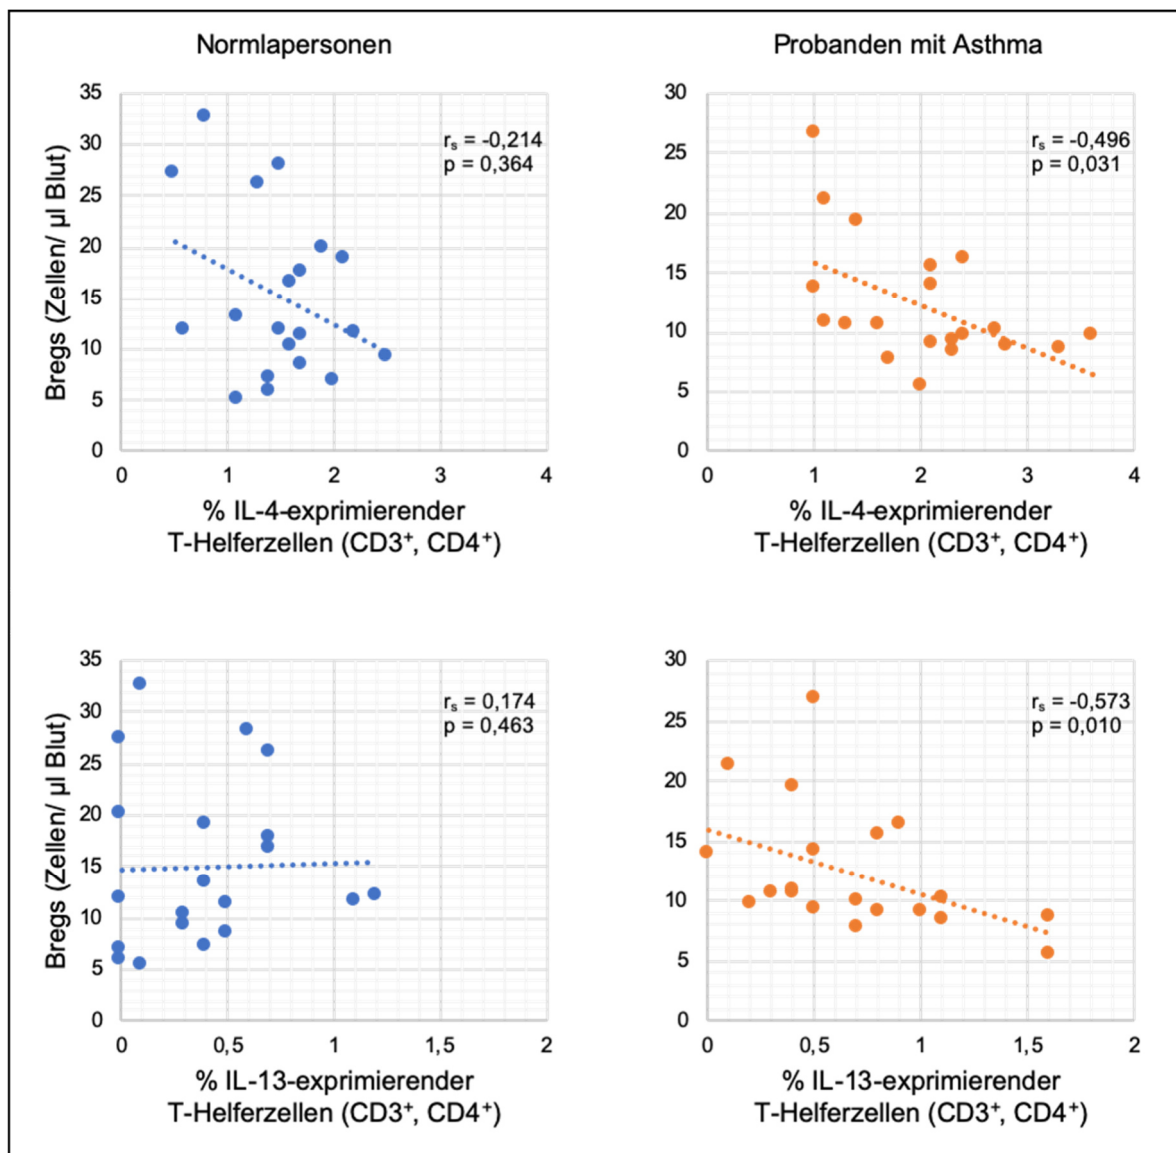 Normlapersonen
Probanden mit Asthma
35
30
25
20
15
10
5
0
Bregs (Zellen/ µl Blut)
rₛ = -0,214
p = 0,364
0 1 2 3 4
% IL-4-exprimierender
T-Helferzellen (CD3⁺, CD4⁺)
30
25
20
15
10
5
0
rₛ = -0,496
p = 0,031
0 1 2 3 4
% IL-4-exprimierender
T-Helferzellen (CD3⁺, CD4⁺)
35
30
25
20
15
10
5
0
Bregs (Zellen/ µl Blut)
rₛ = 0,174
p = 0,463
0 0,5 1 1,5 2
% IL-13-exprimierender
T-Helferzellen (CD3⁺, CD4⁺)
30
25
20
15
10
5
0
rₛ = -0,573
p = 0,010
0 0,5 1 1,5 2
% IL-13-exprimierender
T-Helferzellen (CD3⁺, CD4⁺)